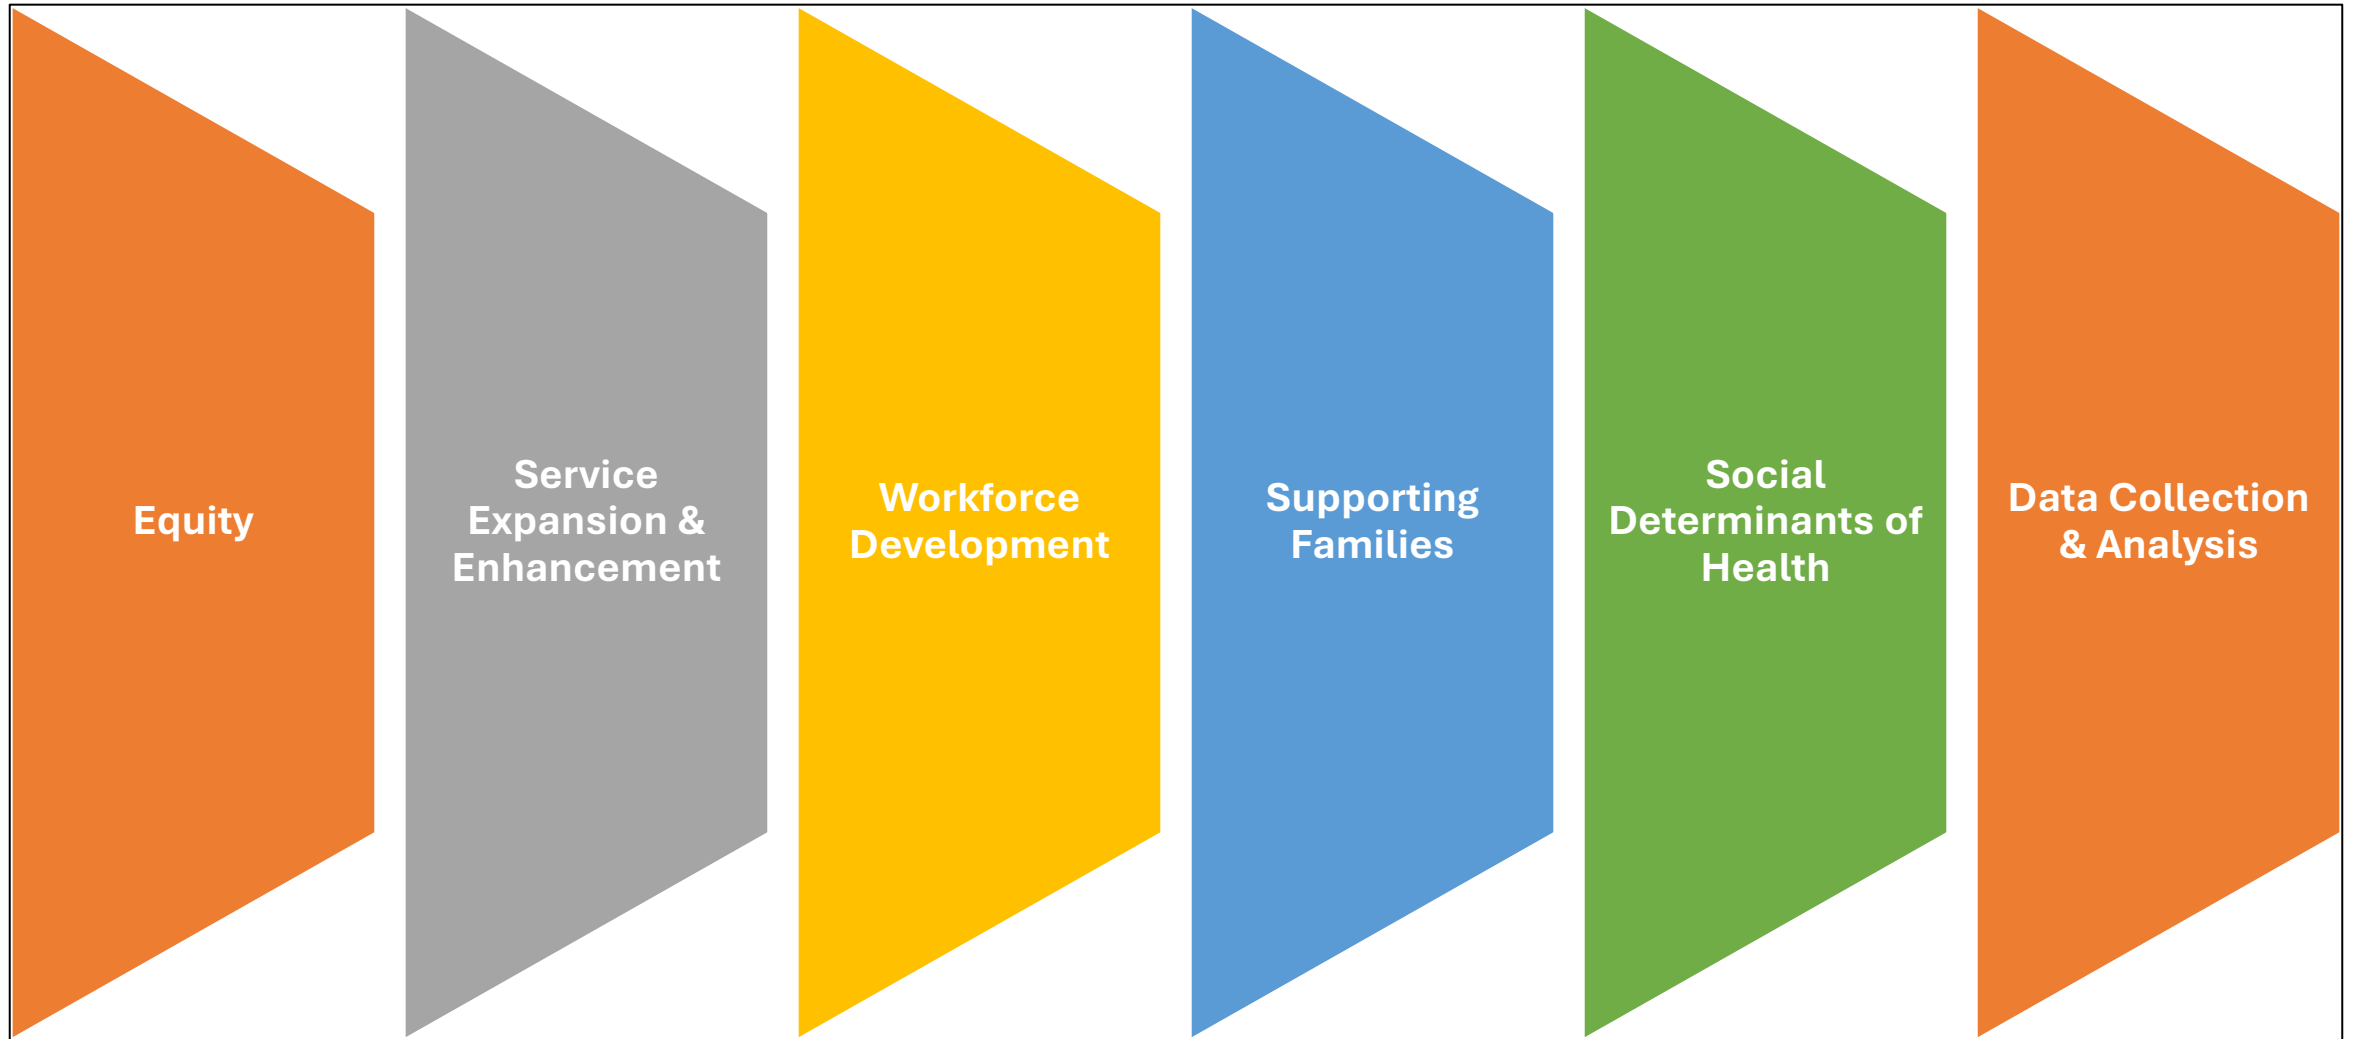 Equity
Service
Expansion &
Enhancement
Workforce
Development
Supporting
Families
Social
Determinants of
Health
Data Collection
& Analysis